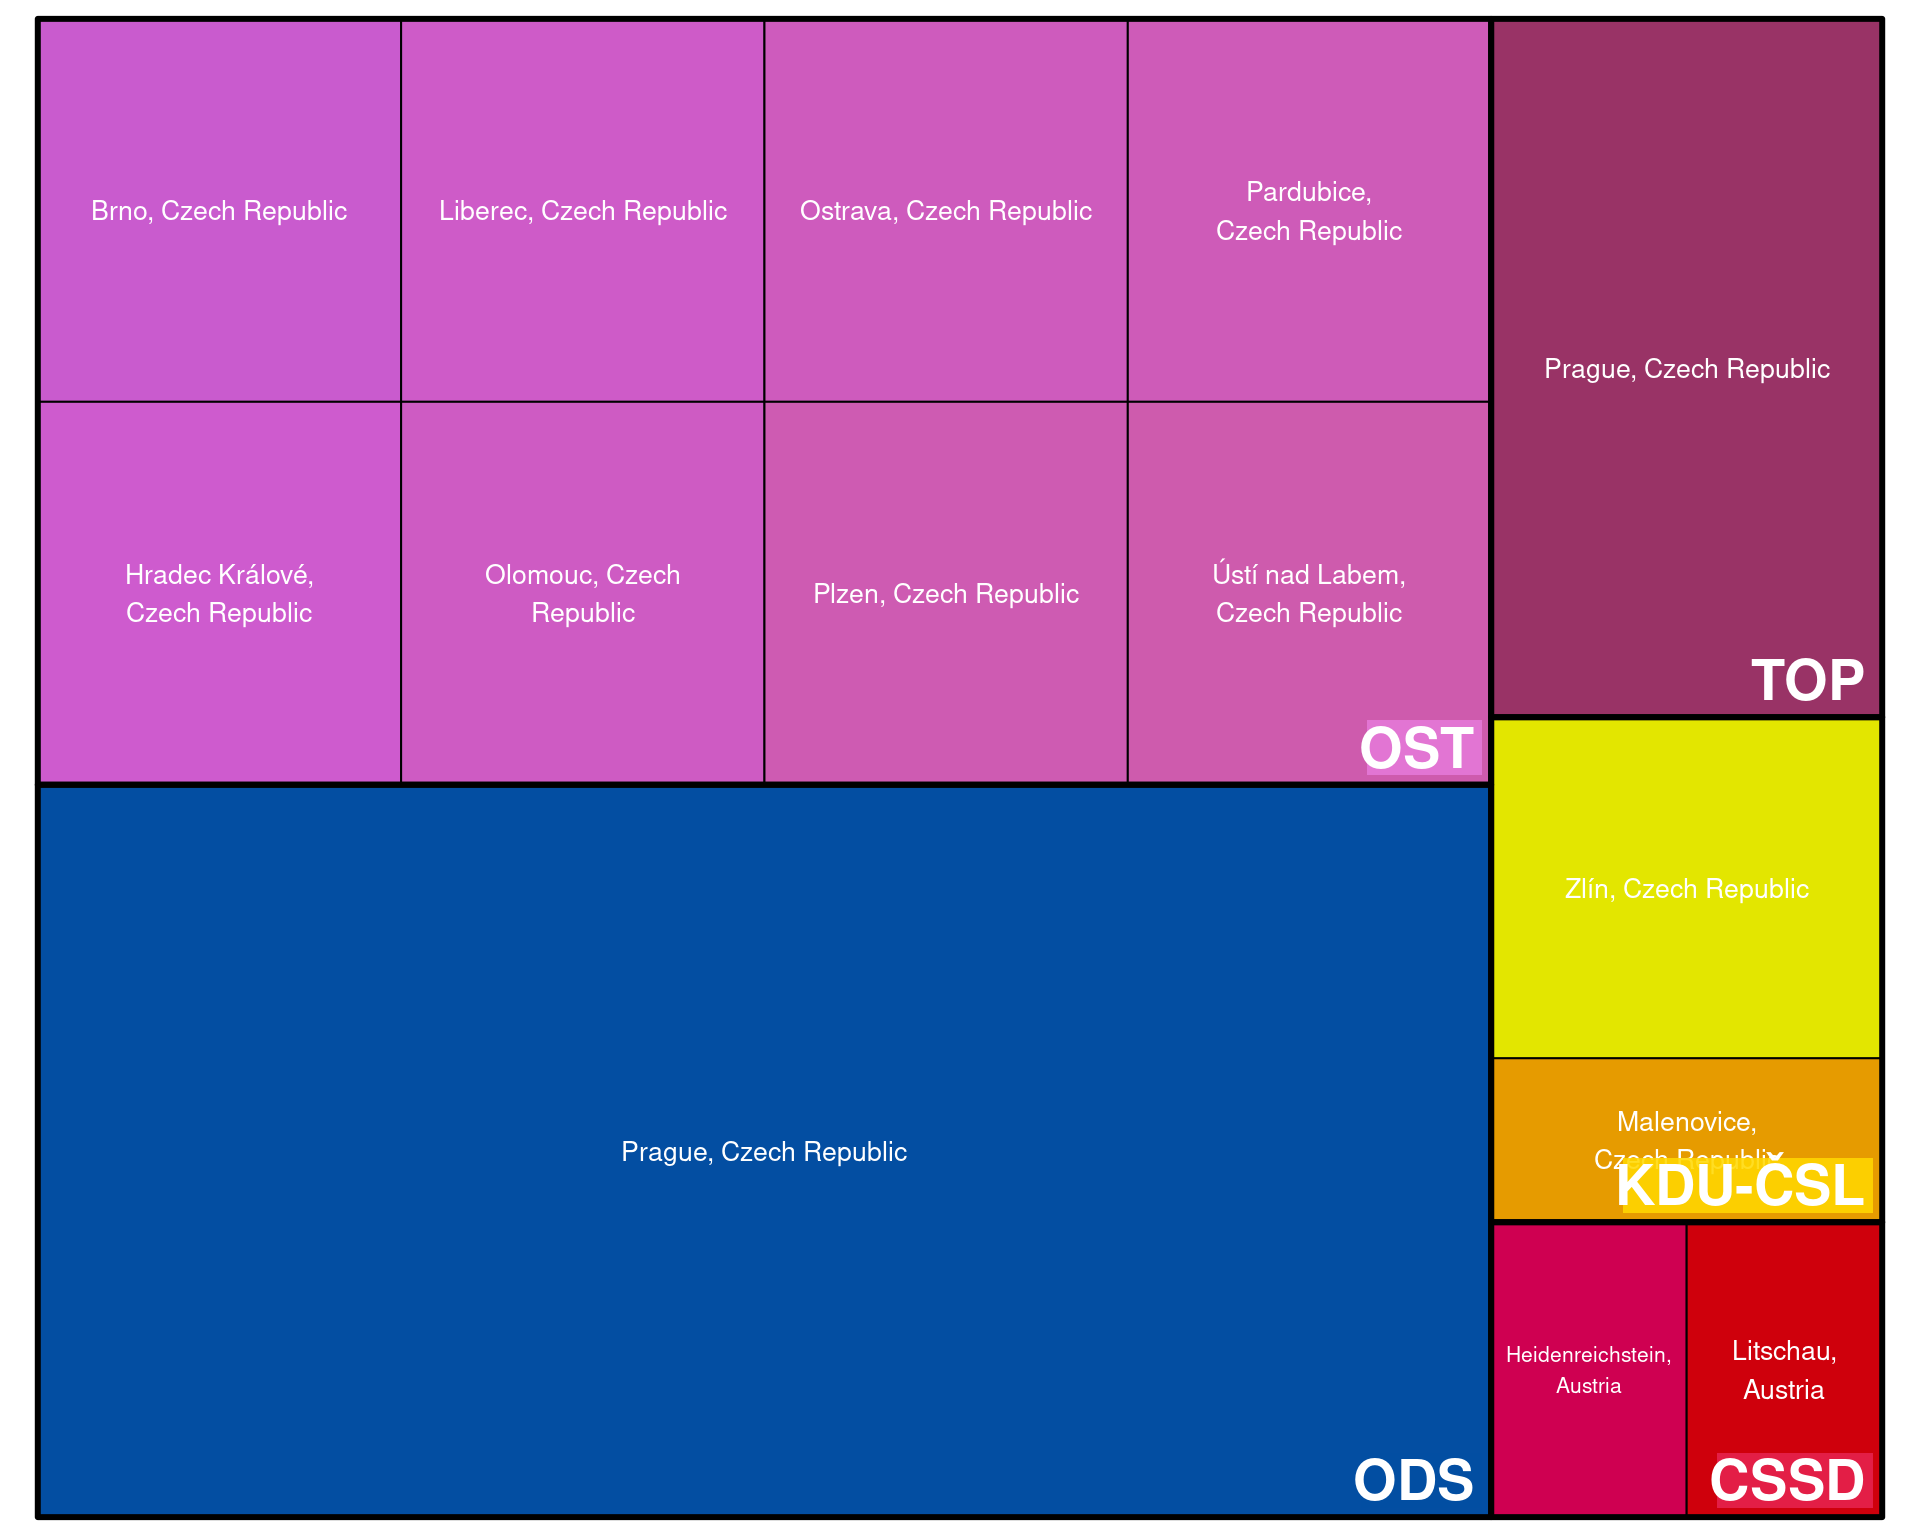 Brno, Czech Republic
Liberec, Czech Republic
Ostrava, Czech Republic
Pardubice,
Czech Republic
Hradec Králové,
Czech Republic
Olomouc, Czech
Republic
Plzen, Czech Republic
Ústí nad Labem,
Czech Republic
OST
Prague, Czech Republic
ODS
Prague, Czech Republic
TOP
Zlín, Czech Republic
Malenovice,
Czech Republic
KDU-ČSL
Heidenreichstein,
Austria
Litschau,
Austria
CSSD